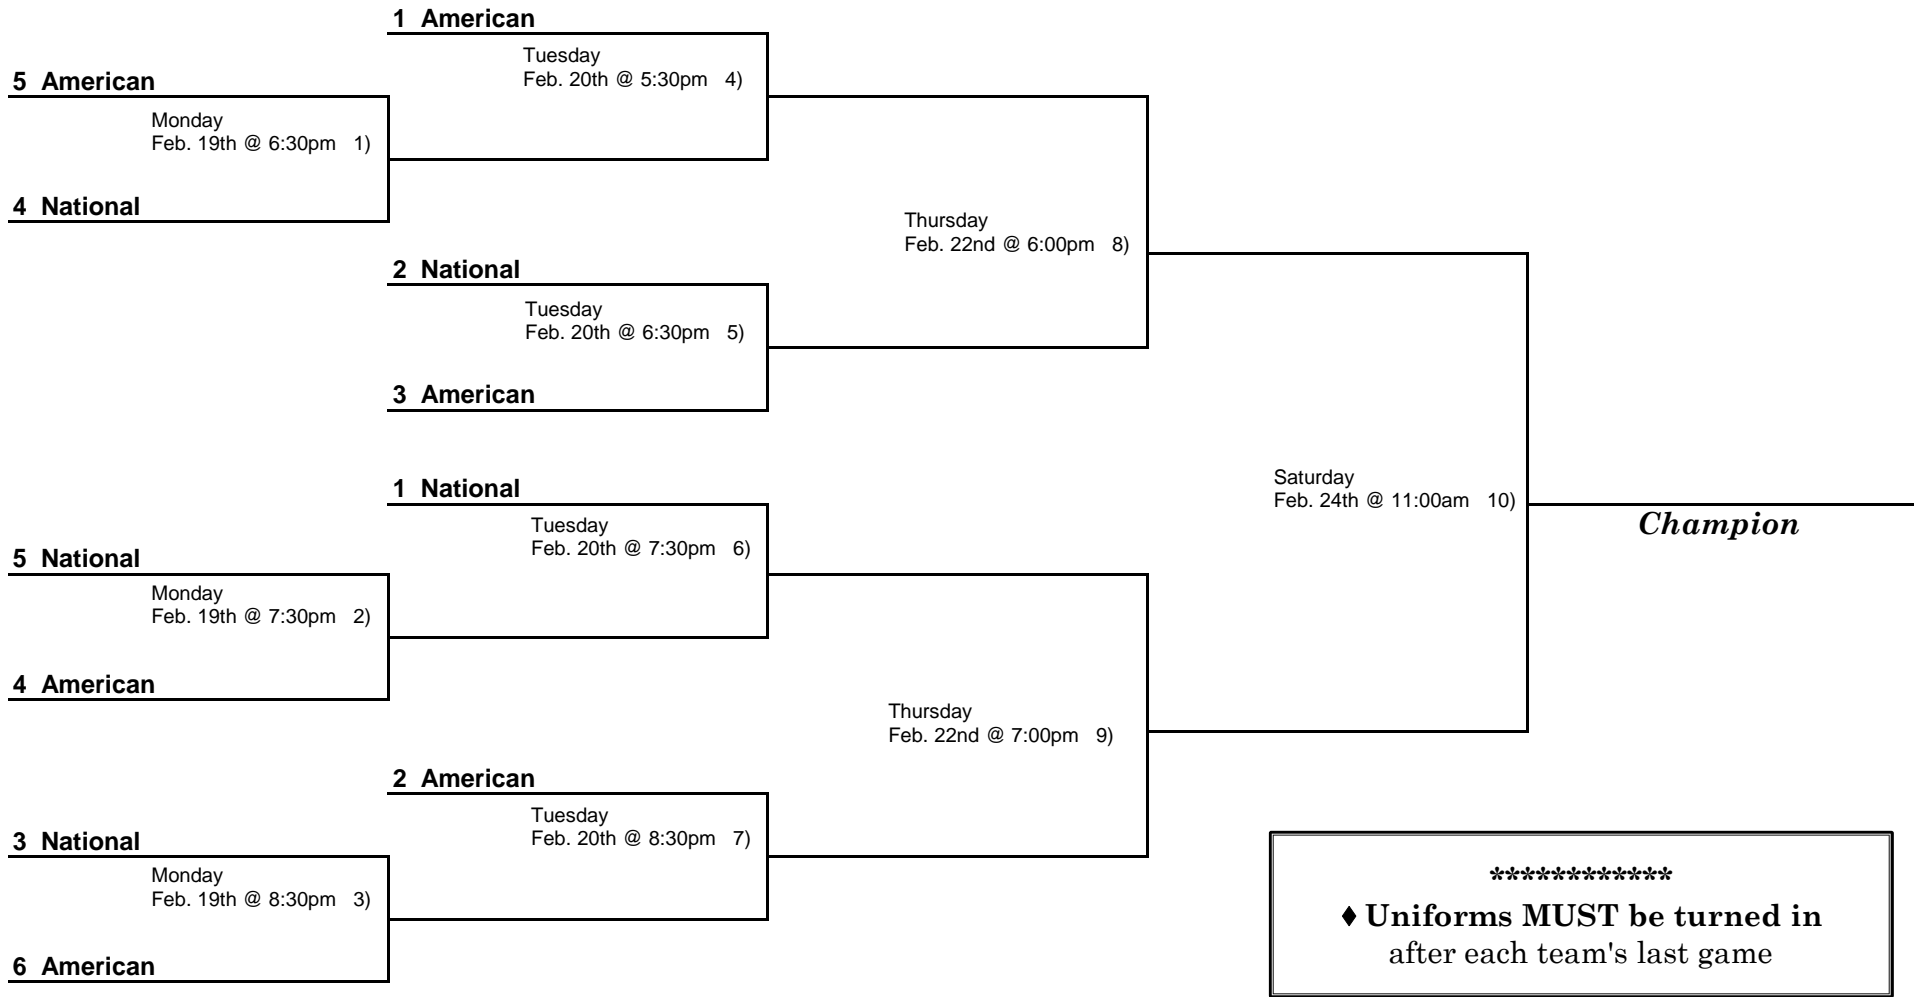 1 American
Tuesday
Feb. 20th @ 5:30pm 4)
5 American
Monday
Feb. 19th @ 6:30pm 1)
4 National
Thursday
Feb. 22nd @ 6:00pm 8)
2 National
Tuesday
Feb. 20th @ 6:30pm 5)
3 American
Saturday
Feb. 24th @ 11:00am 10)
Champion
1 National
Tuesday
Feb. 20th @ 7:30pm 6)
5 National
Monday
Feb. 19th @ 7:30pm 2)
4 American
Thursday
Feb. 22nd @ 7:00pm 9)
2 American
Tuesday
Feb. 20th @ 8:30pm 7)
3 National
Monday
Feb. 19th @ 8:30pm 3)
6 American
************
♦ Uniforms MUST be turned in
after each team's last game